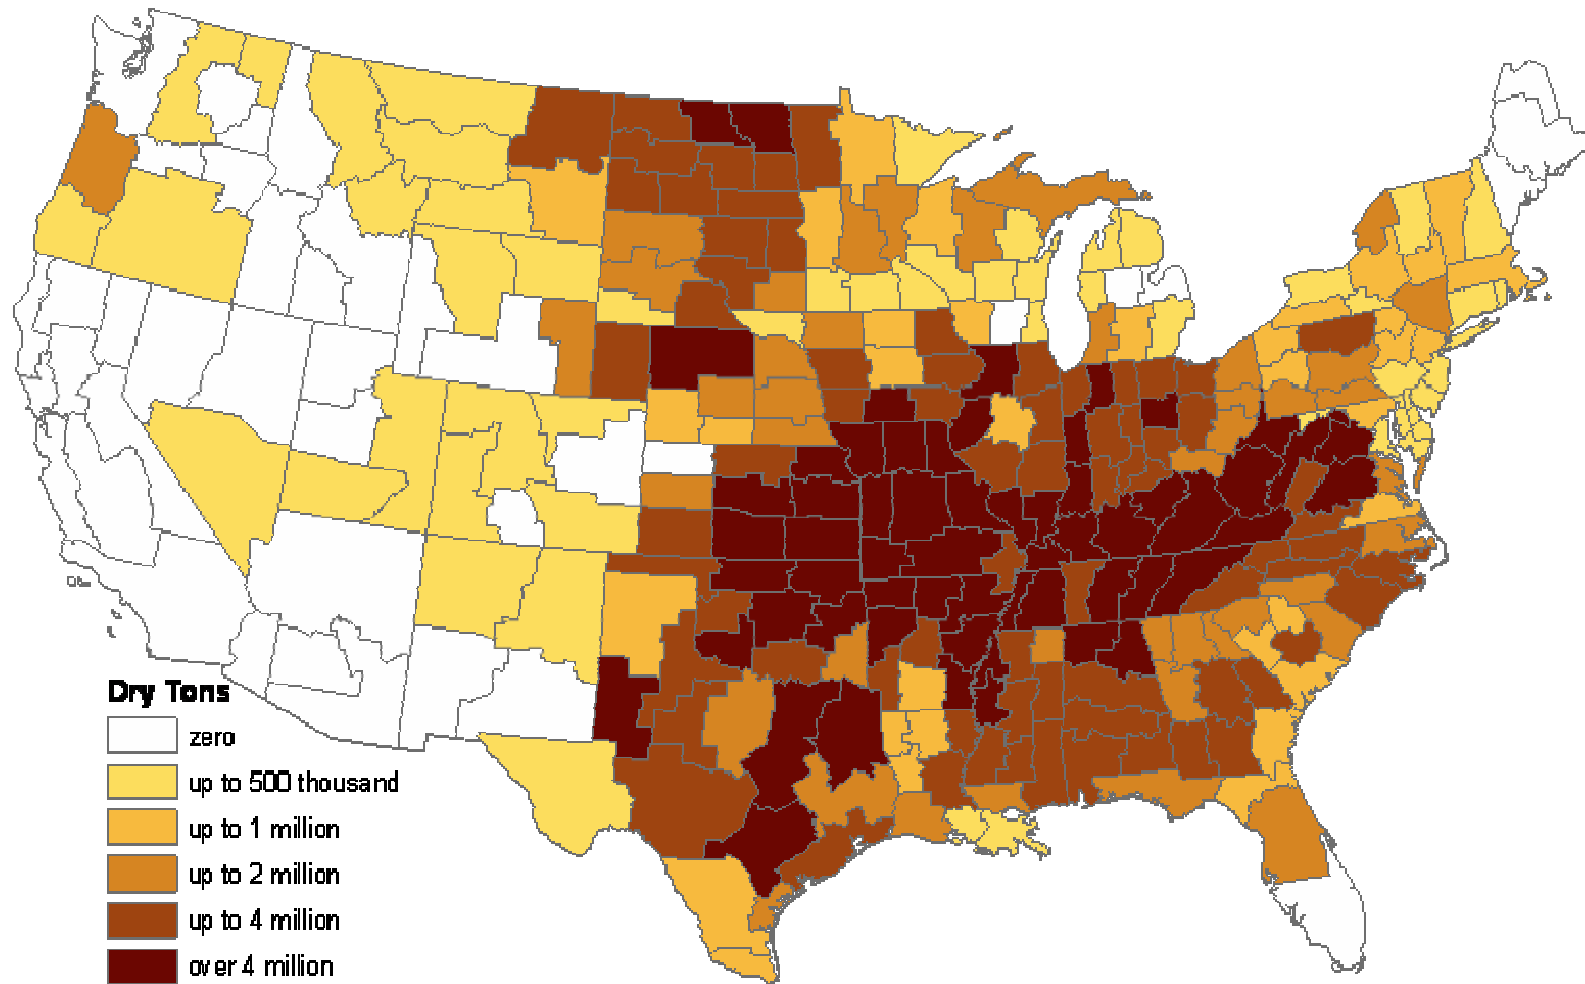 Dry Tons
zero
up to 500 thousand
up to 1 million
up to 2 million
up to 4 million
over 4 million